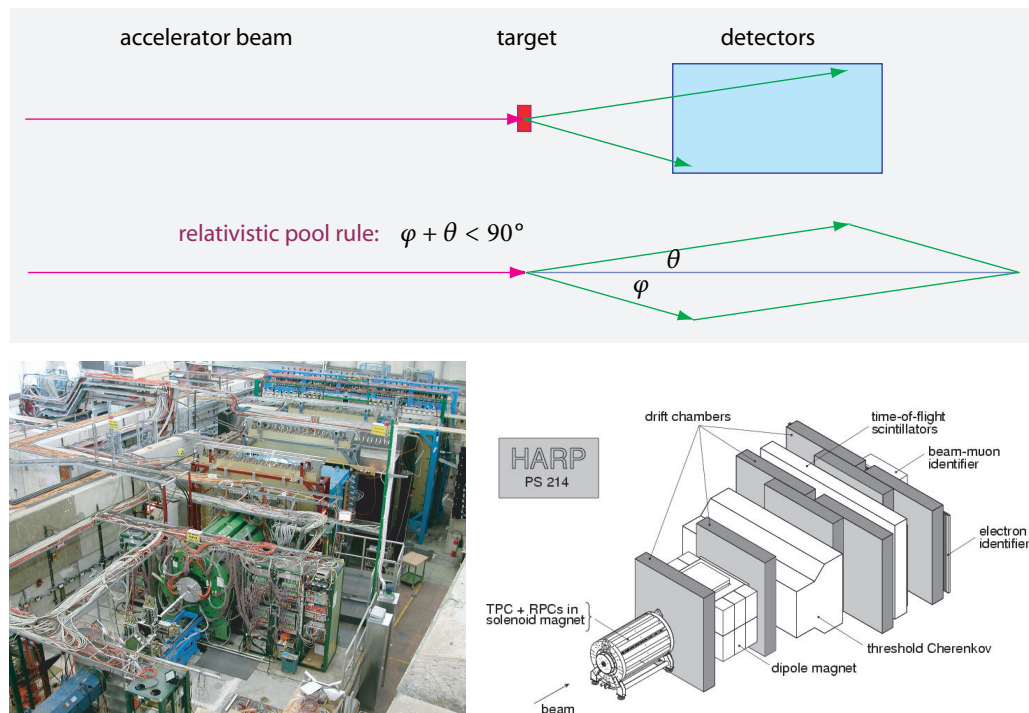 accelerator beam target detectors
relativistic pool rule: φ + θ < 90°
θ
φ
drift chambers
time-of-flight
scintillators
beam-muon
identifier
HARP
PS 214
electron
identifier
TPC + RPCs in
solenoid magnet
threshold Cherenkov
dipole magnet
beam